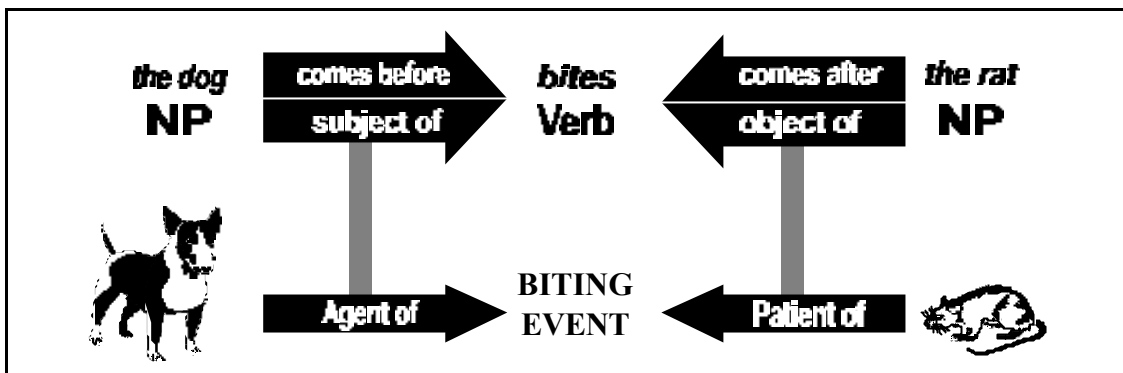 the dog comes before bites comes after the rat
NP subject of Verb object of NP
Agent of BITING EVENT Patient of